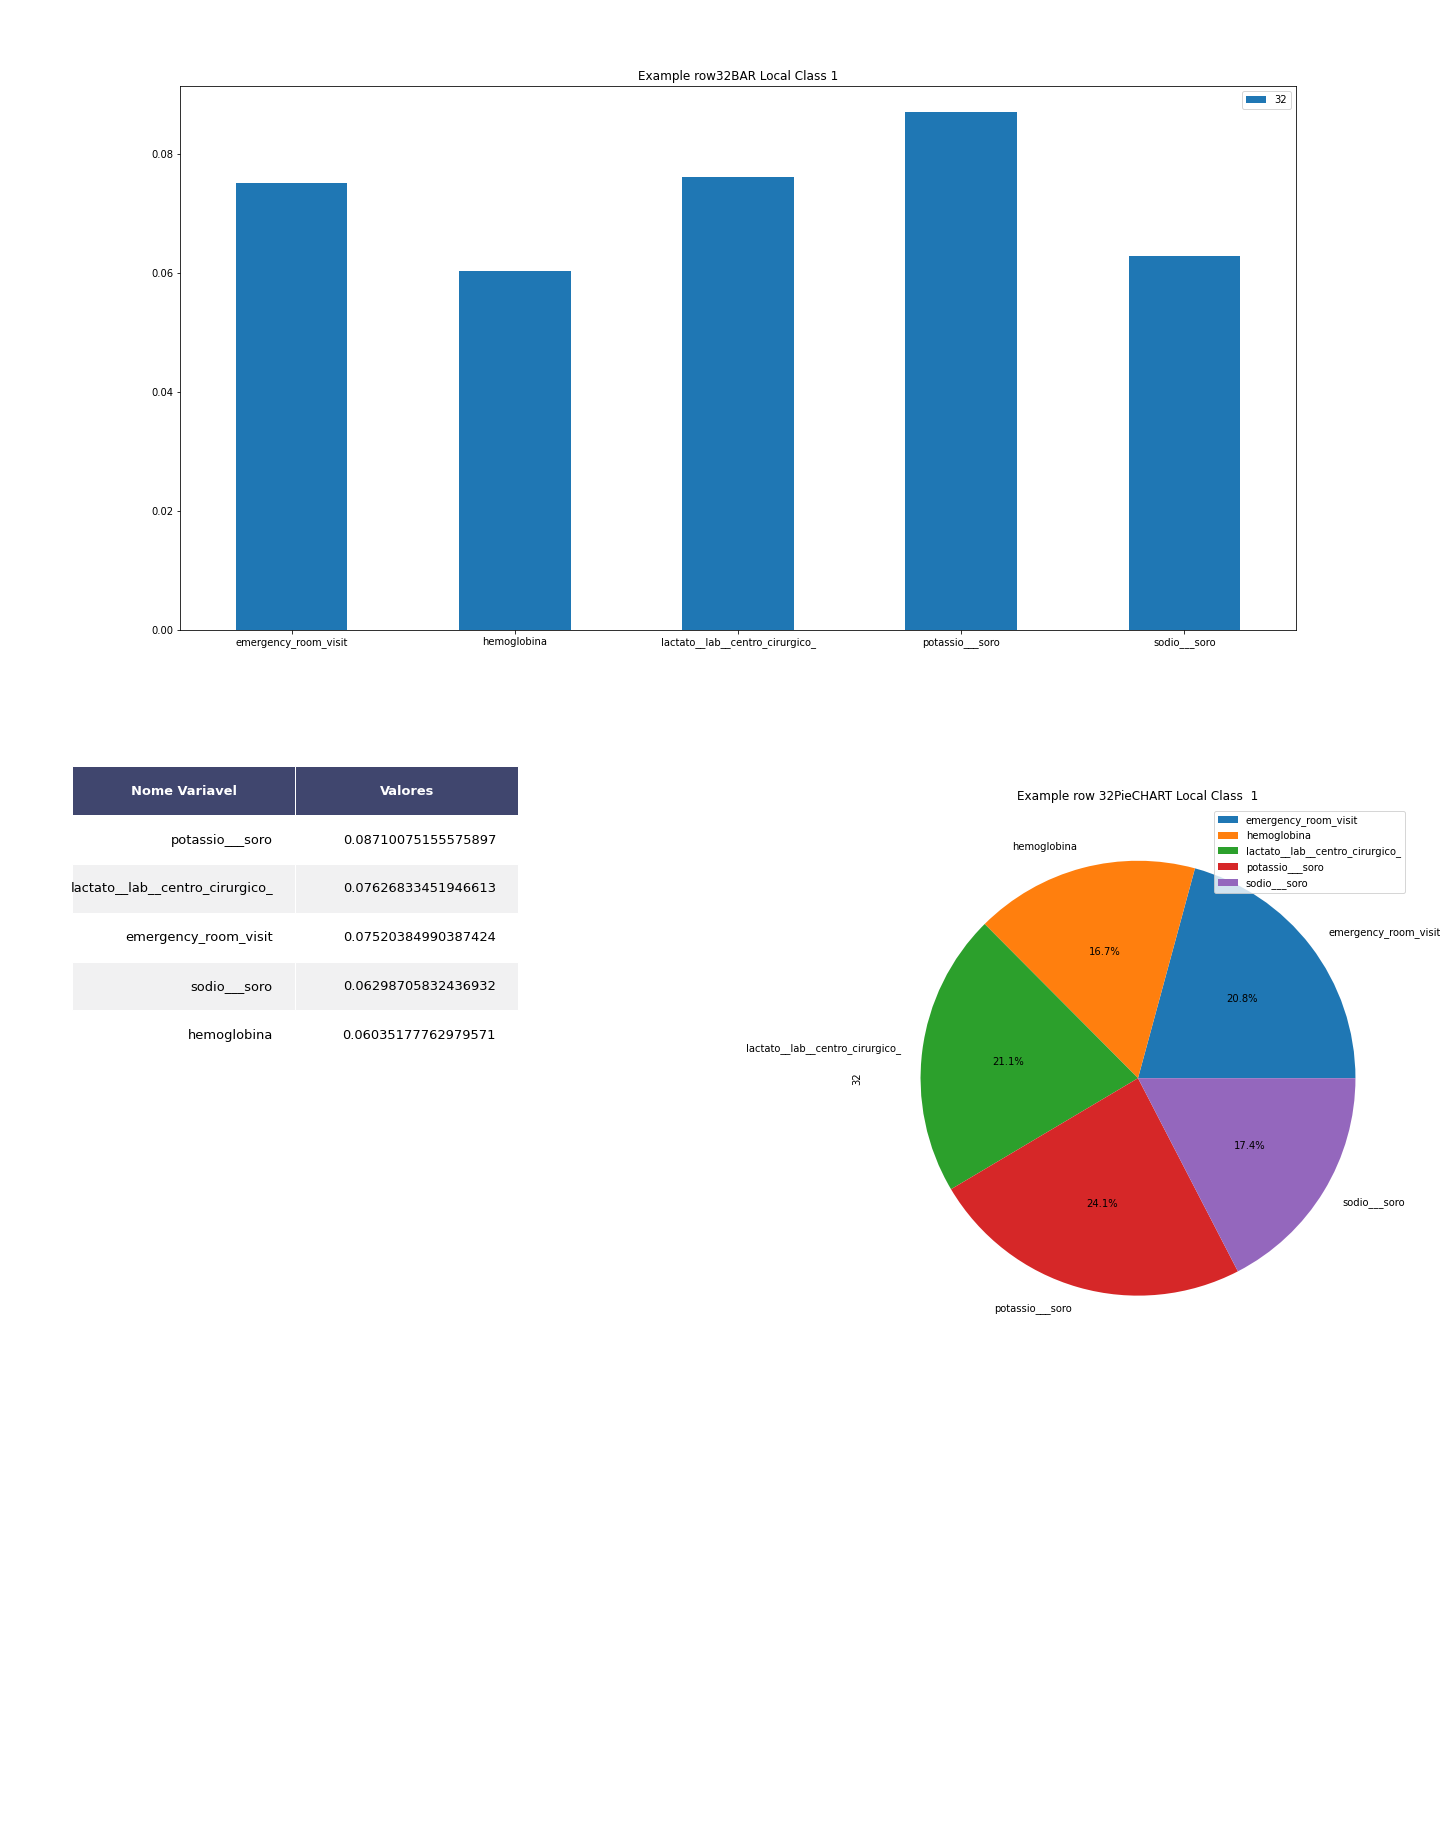 Example row32BAR Local Class 1
32
0.08
0.06
0.04
0.02
0.00
emergency_room_visit
hemoglobina
lactato__lab__centro_cirurgico_
potassio___soro
sodio___soro
Nome Variavel Valores
potassio___soro 0.08710075155575897
lactato__lab__centro_cirurgico_ 0.07626833451946613
emergency_room_visit 0.07520384990387424
sodio___soro 0.06298705832436932
hemoglobina 0.06035177762979571
Example row 32PieCHART Local Class  1
emergency_room_visit
hemoglobina
lactato__lab__centro_cirurgico_
potassio___soro
sodio___soro
hemoglobina
emergency_room_visit
16.7%
20.8%
lactato__lab__centro_cirurgico_
21.1%
32
17.4%
24.1%
sodio___soro
potassio___soro